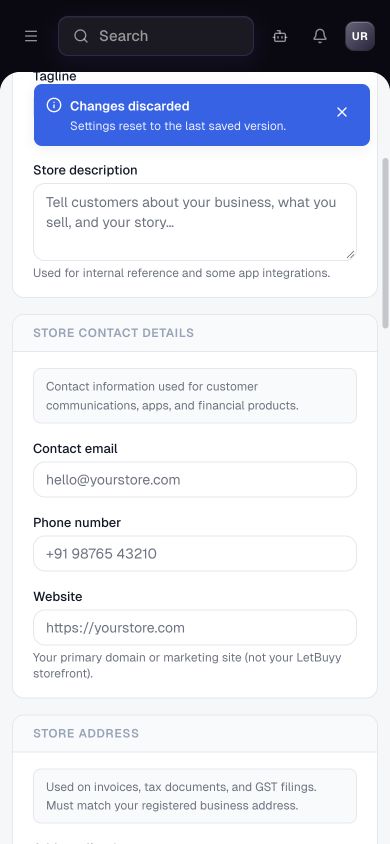 Search
UR
Tagline
Changes discarded
Settings reset to the last saved version.
Store description
Tell customers about your business, what you
sell, and your story...
Used for internal reference and some app integrations.
STORE CONTACT DETAILS
Contact information used for customer
communications, apps, and financial products.
Contact email
hello@yourstore.com
Phone number
+91 98765 43210
Website
https://yourstore.com
Your primary domain or marketing site (not your LetBuyy
storefront).
STORE ADDRESS
Used on invoices, tax documents, and GST filings.
Must match your registered business address.